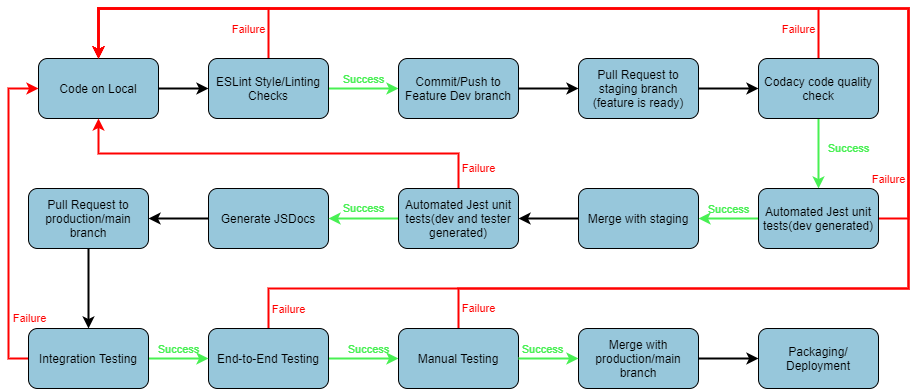 Failure
Failure
Code on Local
ESLint Style/Linting
Checks
Success
Commit/Push to
Feature Dev branch
Pull Request to
staging branch
(feature is ready)
Codacy code quality
check
Success
Failure
Failure
Pull Request to
production/main
branch
Generate JSDocs
Success
Automated Jest unit
tests(dev and tester
generated)
Merge with staging
Success
Automated Jest unit
tests(dev generated)
Failure
Failure
Failure
Integration Testing
Success
End-to-End Testing
Success
Manual Testing
Success
Merge with
production/main
branch
Packaging/
Deployment